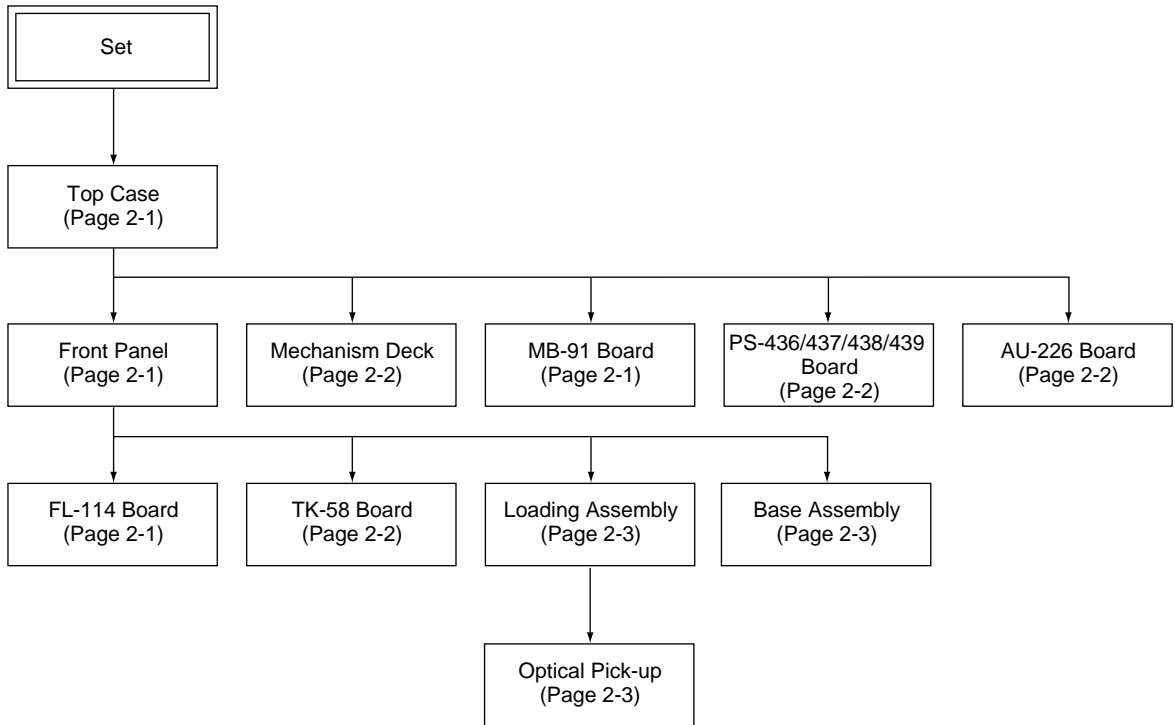 Set
Top Case
(Page 2-1)
Front Panel
(Page 2-1)
Mechanism Deck
(Page 2-2)
MB-91 Board
(Page 2-1)
PS-436/437/438/439
Board
(Page 2-2)
AU-226 Board
(Page 2-2)
FL-114 Board
(Page 2-1)
TK-58 Board
(Page 2-2)
Loading Assembly
(Page 2-3)
Base Assembly
(Page 2-3)
Optical Pick-up
(Page 2-3)